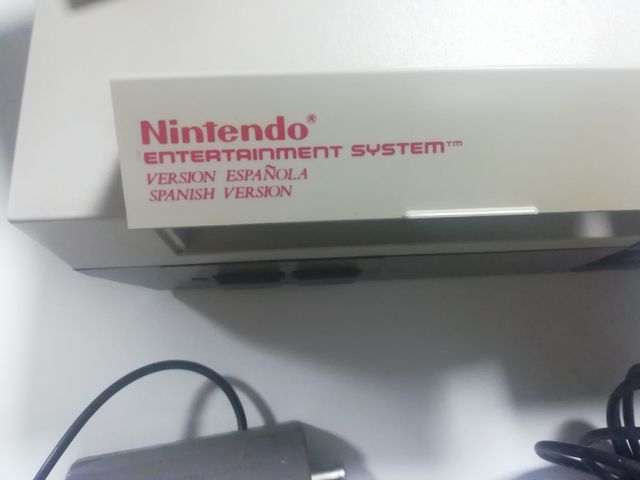 Nintendo®
ENTERTAINMENT SYSTEM™
VERSION ESPAÑOLA
SPANISH VERSION